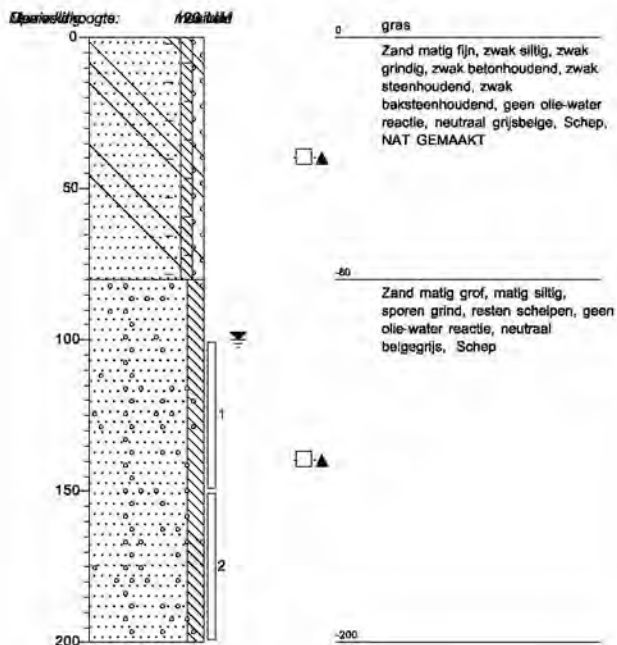 0
gras
Zand matig fijn, zwak siltig, zwak
grindig, zwak betonhoudend, zwak
steenhoudend, zwak
baksteenhoudend, geen olie-water
reactie, neutraal grijsbeige, Schep,
NAT GEMAAKT
-80
Zand matig grof, matig siltig,
sporen grind, resten schelpen, geen
olie-water reactie, neutraal
beigegrijs, Schep
-200
0
50
100
150
200
1
2